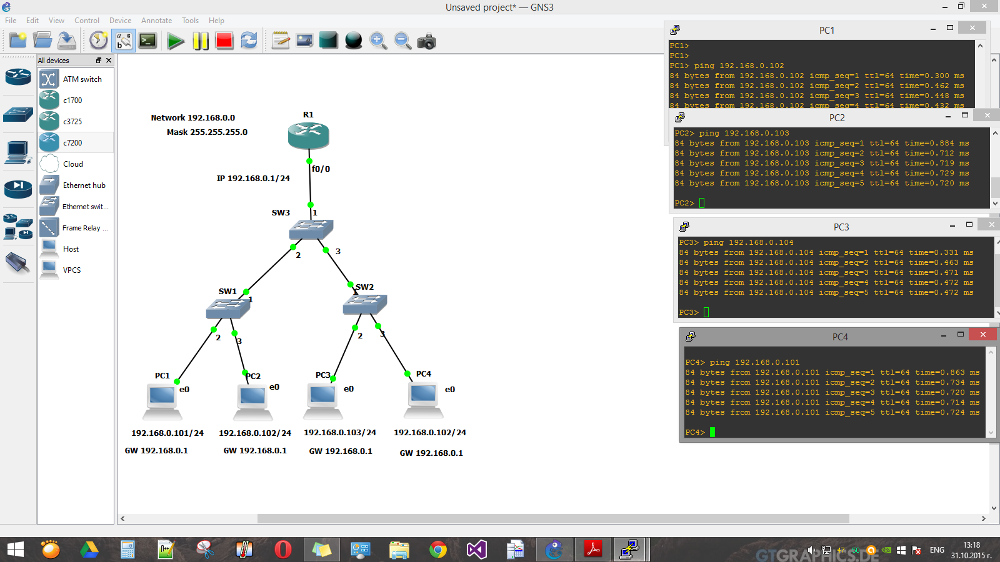 Unsaved project* — GNS3
File Edit View Control Device Annotate Tools Help
All devices
ATM switch
c1700
c3725
c7200
Cloud
Ethernet hub
Ethernet swit...
Frame Relay ...
Host
VPCS
Network 192.168.0.0
Mask 255.255.255.0
R1
f0/0
IP 192.168.0.1/24
SW3
1
2
3
SW1
1
2
3
SW2
1
2
3
PC1
e0
PC2
e0
PC3
e0
PC4
e0
192.168.0.101/24
192.168.0.102/24
192.168.0.103/24
192.168.0.102/24
GW 192.168.0.1
GW 192.168.0.1
GW 192.168.0.1
GW 192.168.0.1
PC1
PC1>
PC1>
PC1> ping 192.168.0.102
84 bytes from 192.168.0.102 icmp_seq=1 ttl=64 time=0.300 ms
84 bytes from 192.168.0.102 icmp_seq=2 ttl=64 time=0.462 ms
84 bytes from 192.168.0.102 icmp_seq=3 ttl=64 time=0.448 ms
84 bytes from 192.168.0.102 icmp_seq=4 ttl=64 time=0.432 ms
PC2
PC2> ping 192.168.0.103
84 bytes from 192.168.0.103 icmp_seq=1 ttl=64 time=0.884 ms
84 bytes from 192.168.0.103 icmp_seq=2 ttl=64 time=0.712 ms
84 bytes from 192.168.0.103 icmp_seq=3 ttl=64 time=0.719 ms
84 bytes from 192.168.0.103 icmp_seq=4 ttl=64 time=0.729 ms
84 bytes from 192.168.0.103 icmp_seq=5 ttl=64 time=0.720 ms
PC2>
PC3
PC3> ping 192.168.0.104
84 bytes from 192.168.0.104 icmp_seq=1 ttl=64 time=0.331 ms
84 bytes from 192.168.0.104 icmp_seq=2 ttl=64 time=0.463 ms
84 bytes from 192.168.0.104 icmp_seq=3 ttl=64 time=0.471 ms
84 bytes from 192.168.0.104 icmp_seq=4 ttl=64 time=0.472 ms
84 bytes from 192.168.0.104 icmp_seq=5 ttl=64 time=0.472 ms
PC3>
PC4
PC4> ping 192.168.0.101
84 bytes from 192.168.0.101 icmp_seq=1 ttl=64 time=0.863 ms
84 bytes from 192.168.0.101 icmp_seq=2 ttl=64 time=0.734 ms
84 bytes from 192.168.0.101 icmp_seq=3 ttl=64 time=0.720 ms
84 bytes from 192.168.0.101 icmp_seq=4 ttl=64 time=0.714 ms
84 bytes from 192.168.0.101 icmp_seq=5 ttl=64 time=0.724 ms
PC4>
GTGRAPHICS.DE
47 50 ENG
13:18
31.10.2015 г.